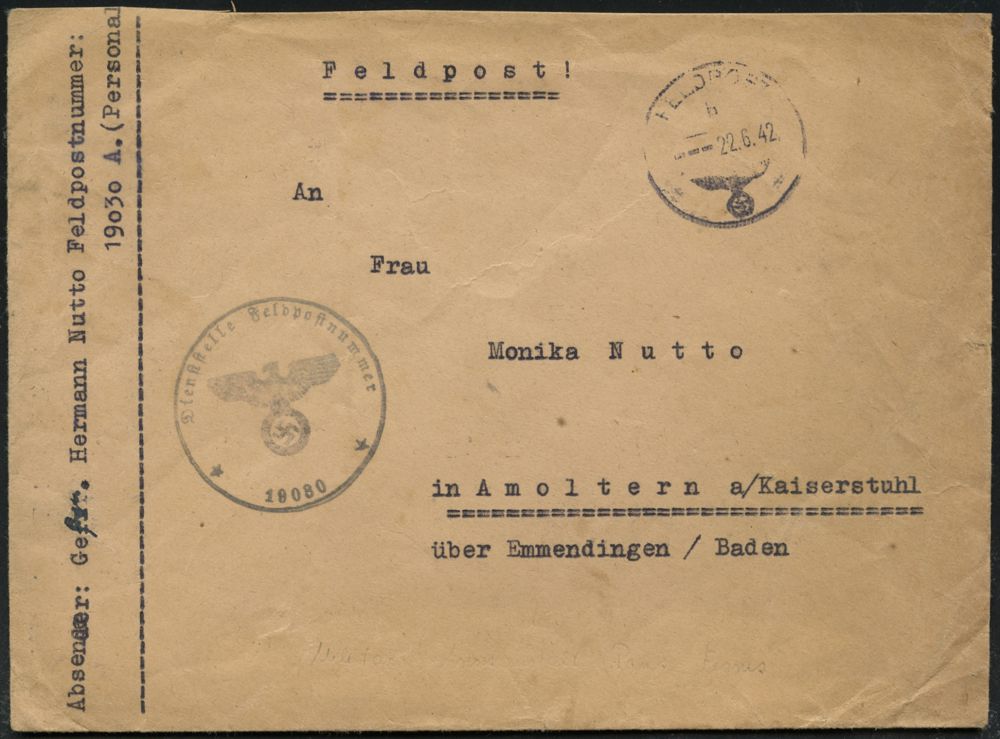 Absender: Gefr. Hermann Nutto Feldpostnummer:
19030 A.(Personal
Feldpost!
FELDPOST
b
22.6.42.
An
Frau
Dienststelle Feldpostnummer
19030
Monika Nutto
in Amoltern a/Kaiserstuhl
über Emmendingen / Baden